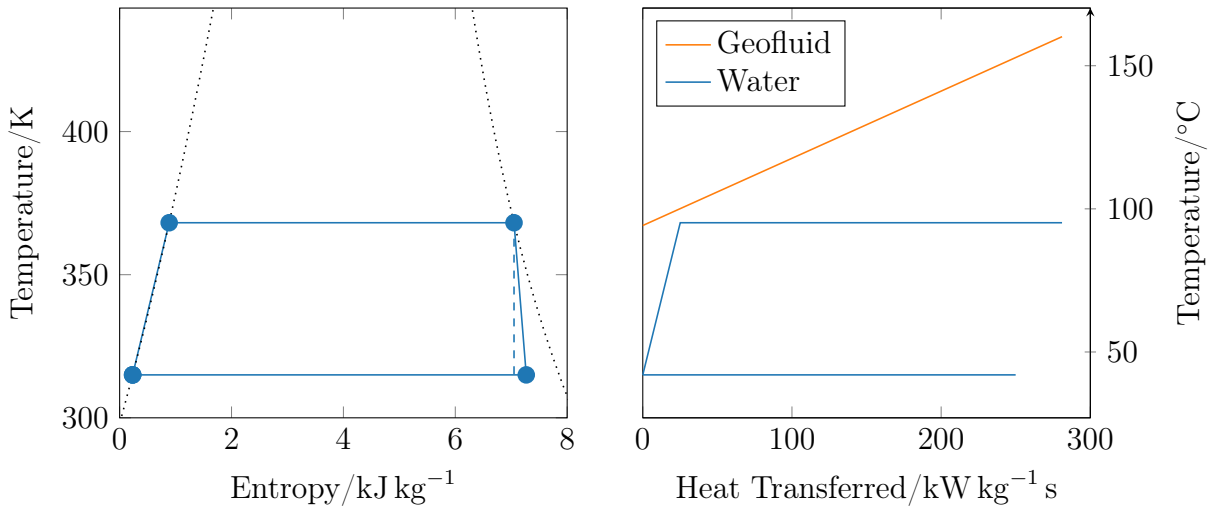 Temperature/K
400
350
300
0
2
4
6
8
Entropy/kJ kg⁻¹
Geofluid
Water
0
100
200
300
Heat Transferred/kW kg⁻¹ s
150
100
50
Temperature/°C